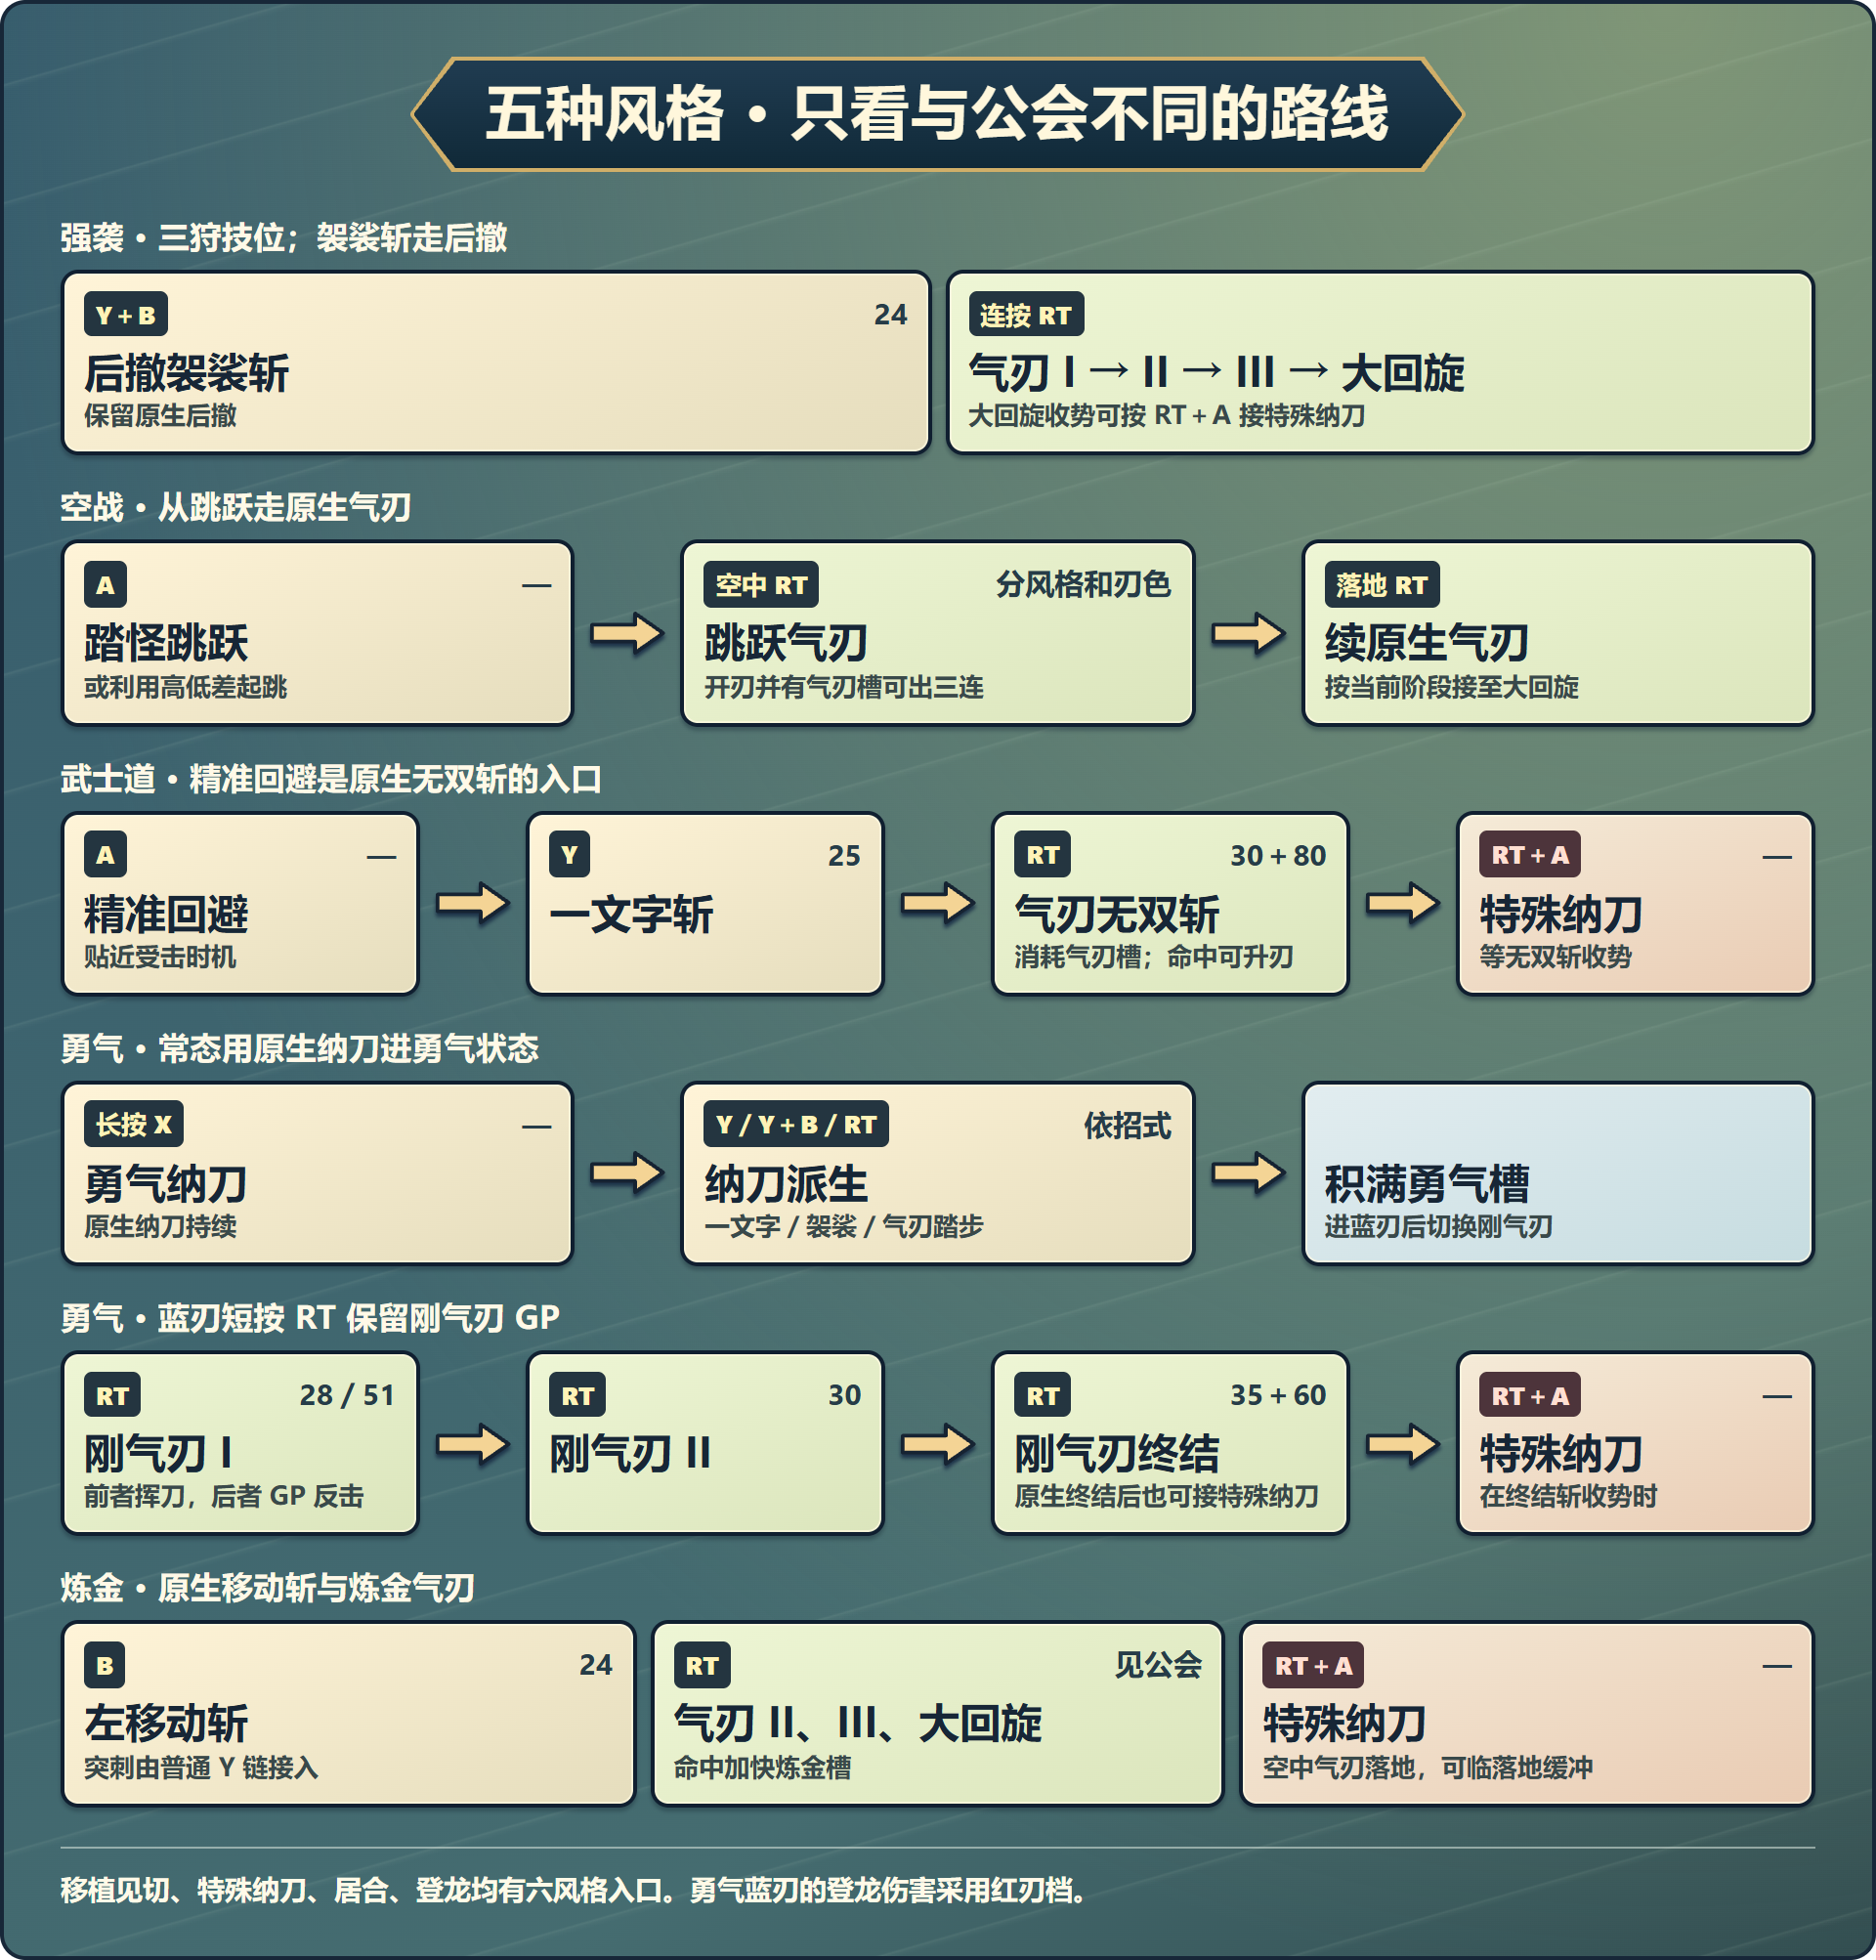 五种风格 · 只看与公会不同的路线
强袭 · 三狩技位；袈裟斩走后撤
Y + B
24
后撤袈裟斩
保留原生后撤
连按 RT
气刃 I → II → III → 大回旋
大回旋收势可按 RT + A 接特殊纳刀
空战 · 从跳跃走原生气刃
A
—
踏怪跳跃
或利用高低差起跳
空中 RT
分风格和刃色
跳跃气刃
开刃并有气刃槽可出三连
落地 RT
续原生气刃
按当前阶段接至大回旋
武士道 · 精准回避是原生无双斩的入口
A
—
精准回避
贴近受击时机
Y
25
一文字斩
RT
30 + 80
气刃无双斩
消耗气刃槽；命中可升刃
RT + A
—
特殊纳刀
等无双斩收势
勇气 · 常态用原生纳刀进勇气状态
长按 X
—
勇气纳刀
原生纳刀持续
Y / Y + B / RT
依招式
纳刀派生
一文字 / 袈裟 / 气刃踏步
积满勇气槽
进蓝刃后切换刚气刃
勇气 · 蓝刃短按 RT 保留刚气刃 GP
RT
28 / 51
刚气刃 I
前者挥刀，后者 GP 反击
RT
30
刚气刃 II
RT
35 + 60
刚气刃终结
原生终结后也可接特殊纳刀
RT + A
—
特殊纳刀
在终结斩收势时
炼金 · 原生移动斩与炼金气刃
B
24
左移动斩
突刺由普通 Y 链接入
RT
见公会
气刃 II、III、大回旋
命中加快炼金槽
RT + A
—
特殊纳刀
空中气刃落地，可临落地缓冲
移植见切、特殊纳刀、居合、登龙均有六风格入口。勇气蓝刃的登龙伤害采用红刃档。